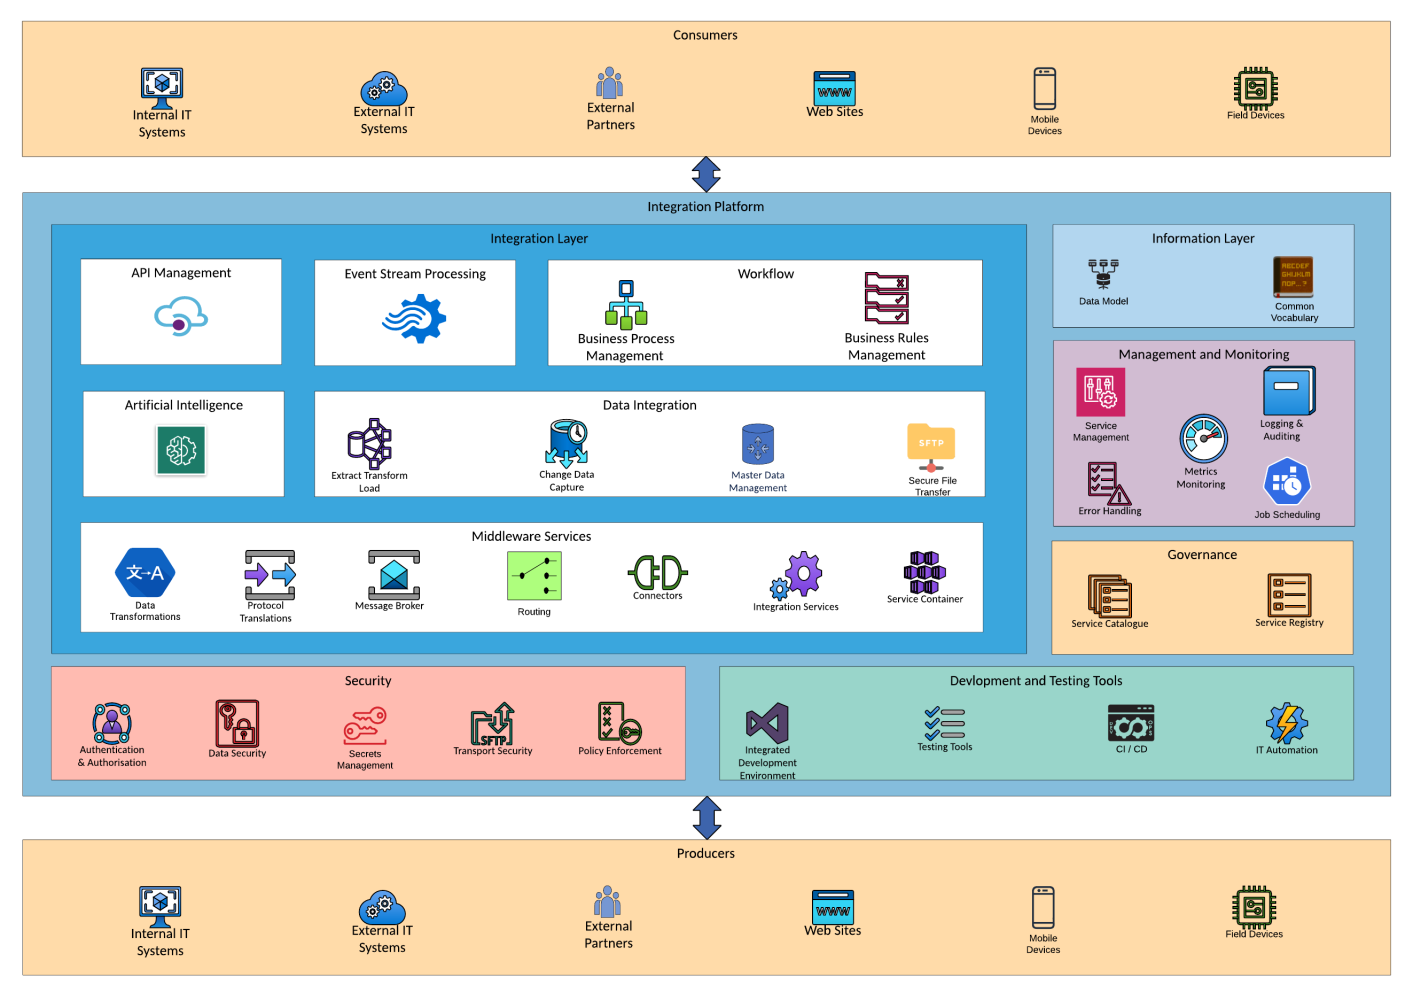 Consumers
Internal IT
Systems
External IT
Systems
External
Partners
WWW
Web Sites
Mobile
Devices
Field Devices
Integration Platform
Integration Layer
API Management
Event Stream Processing
Workflow
Business Process
Management
Business Rules
Management
Artificial Intelligence
Data Integration
Extract Transform
Load
Change Data
Capture
Master Data
Management
SFTP
Secure File
Transfer
Middleware Services
文→A
Data
Transformations
Protocol
Translations
Message Broker
Routing
Connectors
Integration Services
Service Container
Information Layer
Data Model
ABCDEF
GHIJKLM
NOP...?
Common
Vocabulary
Management and Monitoring
Service
Management
Logging &
Auditing
Metrics
Monitoring
Error Handling
Job Scheduling
Governance
Service Catalogue
Service Registry
Security
Authentication
& Authorisation
Data Security
Secrets
Management
SFTP
Transport Security
Policy Enforcement
Devlopment and Testing Tools
Integrated
Development
Environment
Testing Tools
DEV
OPS
CI / CD
IT Automation
Producers
Internal IT
Systems
External IT
Systems
External
Partners
WWW
Web Sites
Mobile
Devices
Field Devices